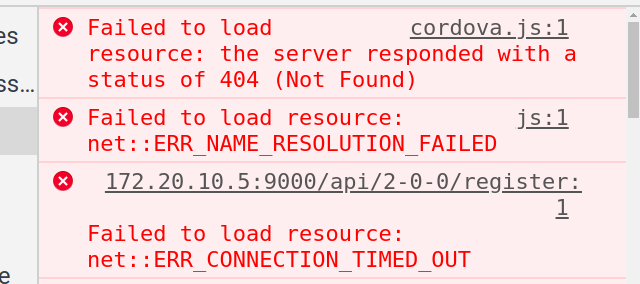 Failed to load cordova.js:1
resource: the server responded with a
status of 404 (Not Found)
Failed to load resource: js:1
net::ERR_NAME_RESOLUTION_FAILED
172.20.10.5:9000/api/2-0-0/register:
1
Failed to load resource:
net::ERR_CONNECTION_TIMED_OUT
es
ss…
e